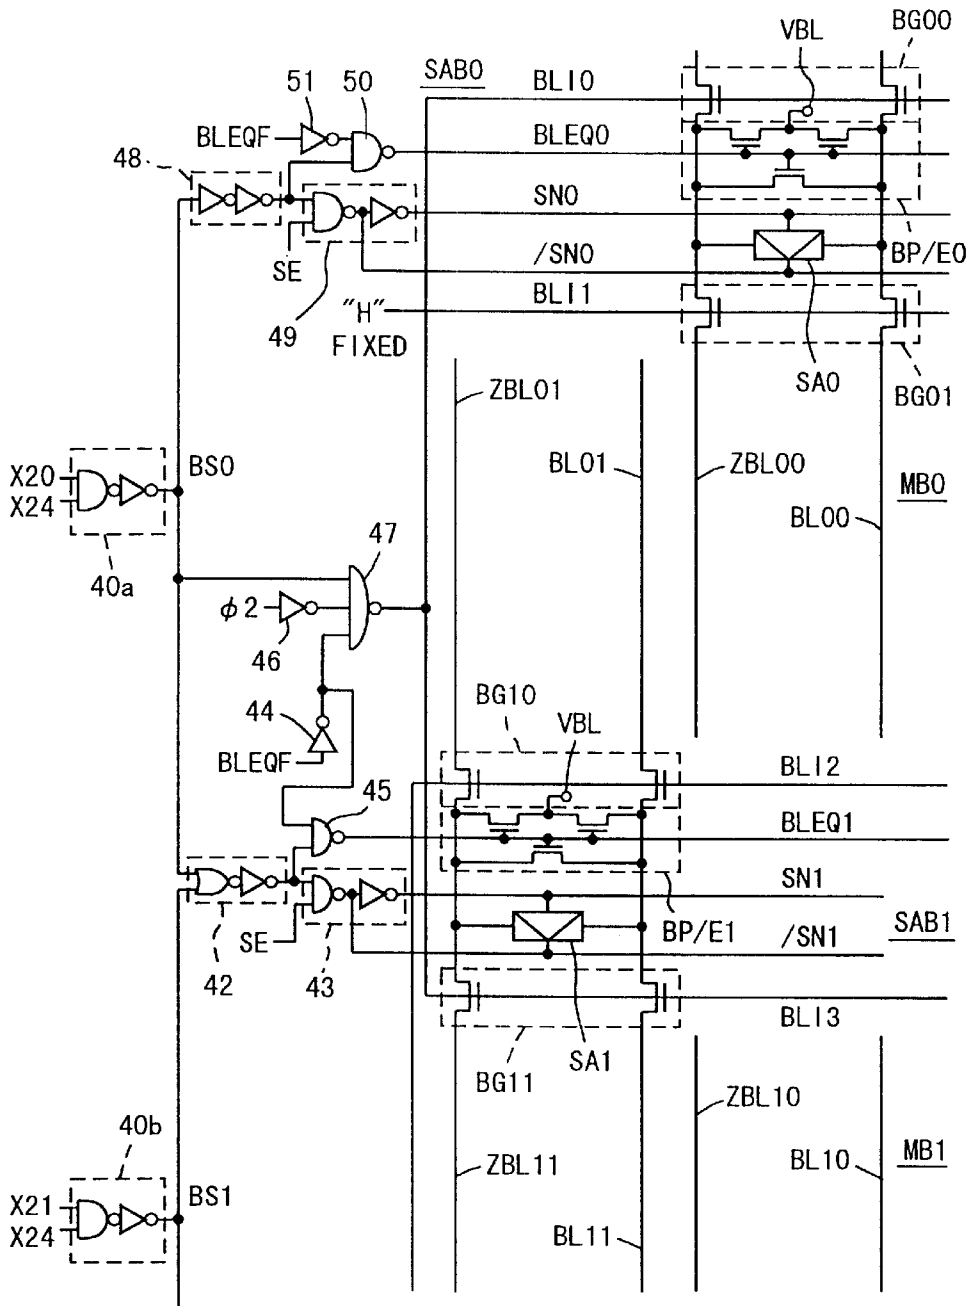 BG00
VBL
51
50
SAB0
BLI0
BLEQF
BLEQ0
48
SN0
SE
/SN0
BP/E0
BLI1
49
"H"
FIXED
SA0
BG01
ZBL01
BL01
ZBL00
MB0
X20
X24
BS0
BL00
40a
47
φ2
46
BG10
VBL
44
BLEQF
BLI2
45
BLEQ1
SN1
SE
BP/E1
/SN1
SAB1
42
43
BLI3
BG11
SA1
ZBL10
40b
ZBL11
BL10
MB1
X21
X24
BS1
BL11